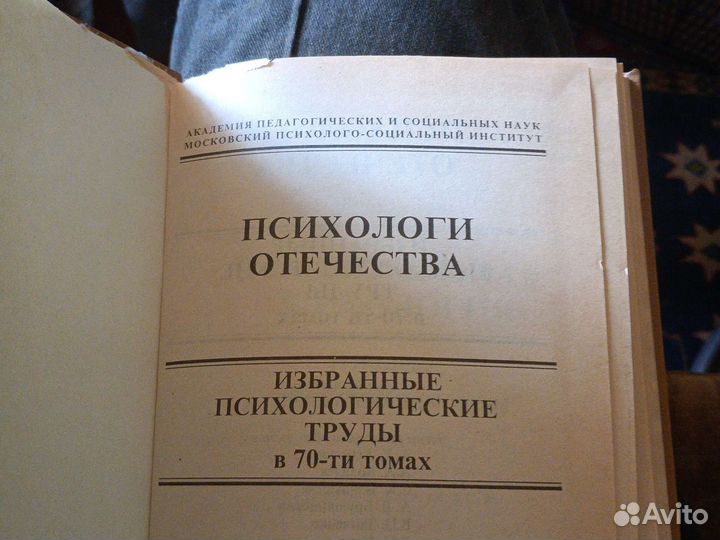 АКАДЕМИЯ ПЕДАГОГИЧЕСКИХ И СОЦИАЛЬНЫХ НАУК
МОСКОВСКИЙ ПСИХОЛОГО-СОЦИАЛЬНЫЙ ИНСТИТУТ
ПСИХОЛОГИ
ОТЕЧЕСТВА
ИЗБРАННЫЕ
ПСИХОЛОГИЧЕСКИЕ
ТРУДЫ
в 70-ти томах
Avito